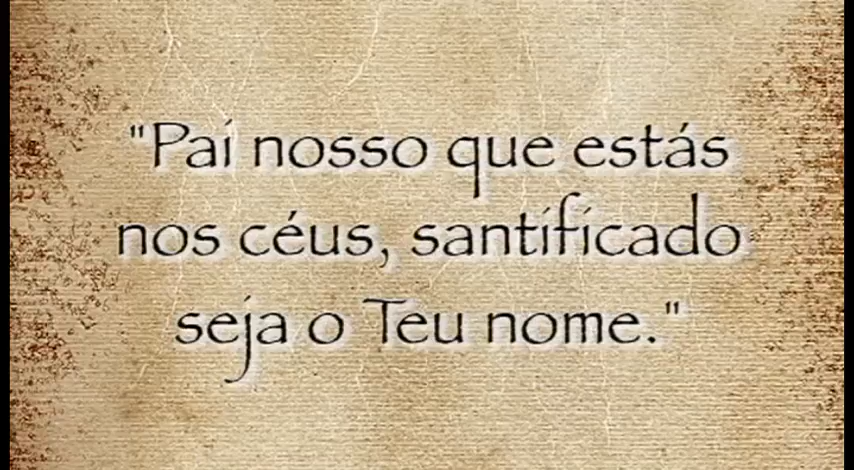 "Pai nosso que estás
nos céus, santificado
seja o Teu nome."